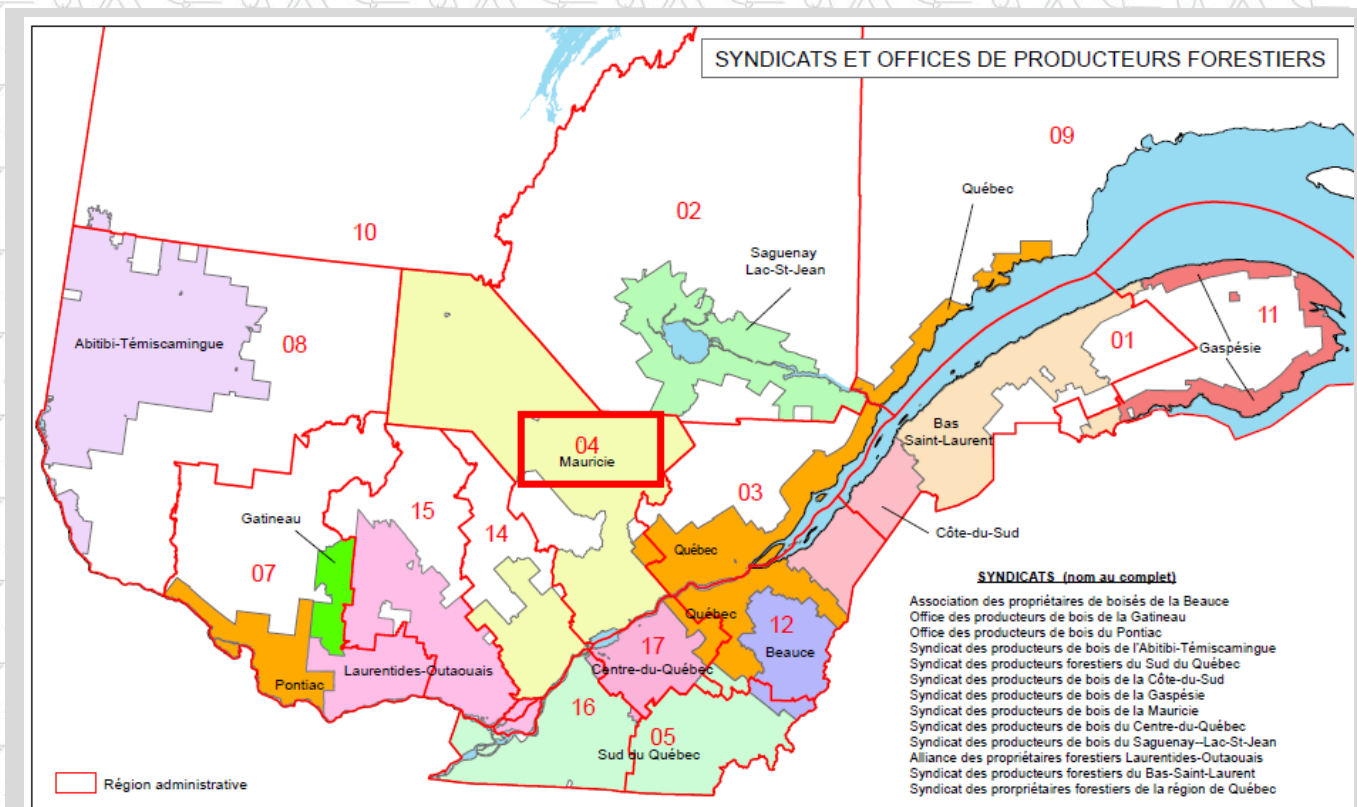 SYNDICATS ET OFFICES DE PRODUCTEURS FORESTIERS
09
Québec
02
10
Saguenay
Lac-St-Jean
11
01
Abitibi-Témiscamingue
08
Gaspésie
Bas
Saint-Laurent
04
Mauricie
03
15
Gatineau
14
Côte-du-Sud
Québec
07
SYNDICATS (nom au complet)
Association des propriétaires de boisés de la Beauce
Office des producteurs de bois de la Gatineau
Office des producteurs de bois du Pontiac
Syndicat des producteurs de bois de l'Abitibi-Témiscamingue
Syndicat des producteurs forestiers du Sud du Québec
Syndicat des producteurs de bois de la Côte-du-Sud
Syndicat des producteurs de bois de la Gaspésie
Syndicat des producteurs de bois de la Mauricie
Syndicat des producteurs de bois du Centre-du-Québec
Syndicat des producteurs de bois du Saguenay--Lac-St-Jean
Alliance des propriétaires forestiers Laurentides-Outaouais
Syndicat des producteurs forestiers du Bas-Saint-Laurent
Syndicat des prorpriétaires forestiers de la région de Québec
Québec
12
17
Beauce
Laurentides-Outaouais
Centre-du-Québec
Pontiac
16
05
Sud du Québec
Région administrative